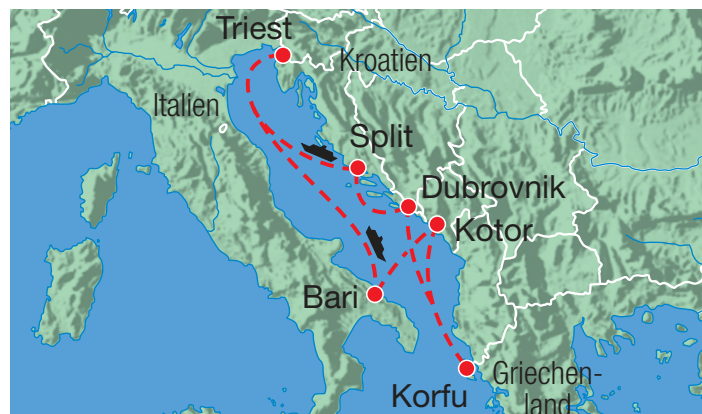 Triest
Kroatien
Italien
Split
Dubrovnik
Kotor
Bari
Korfu
Griechen-
land